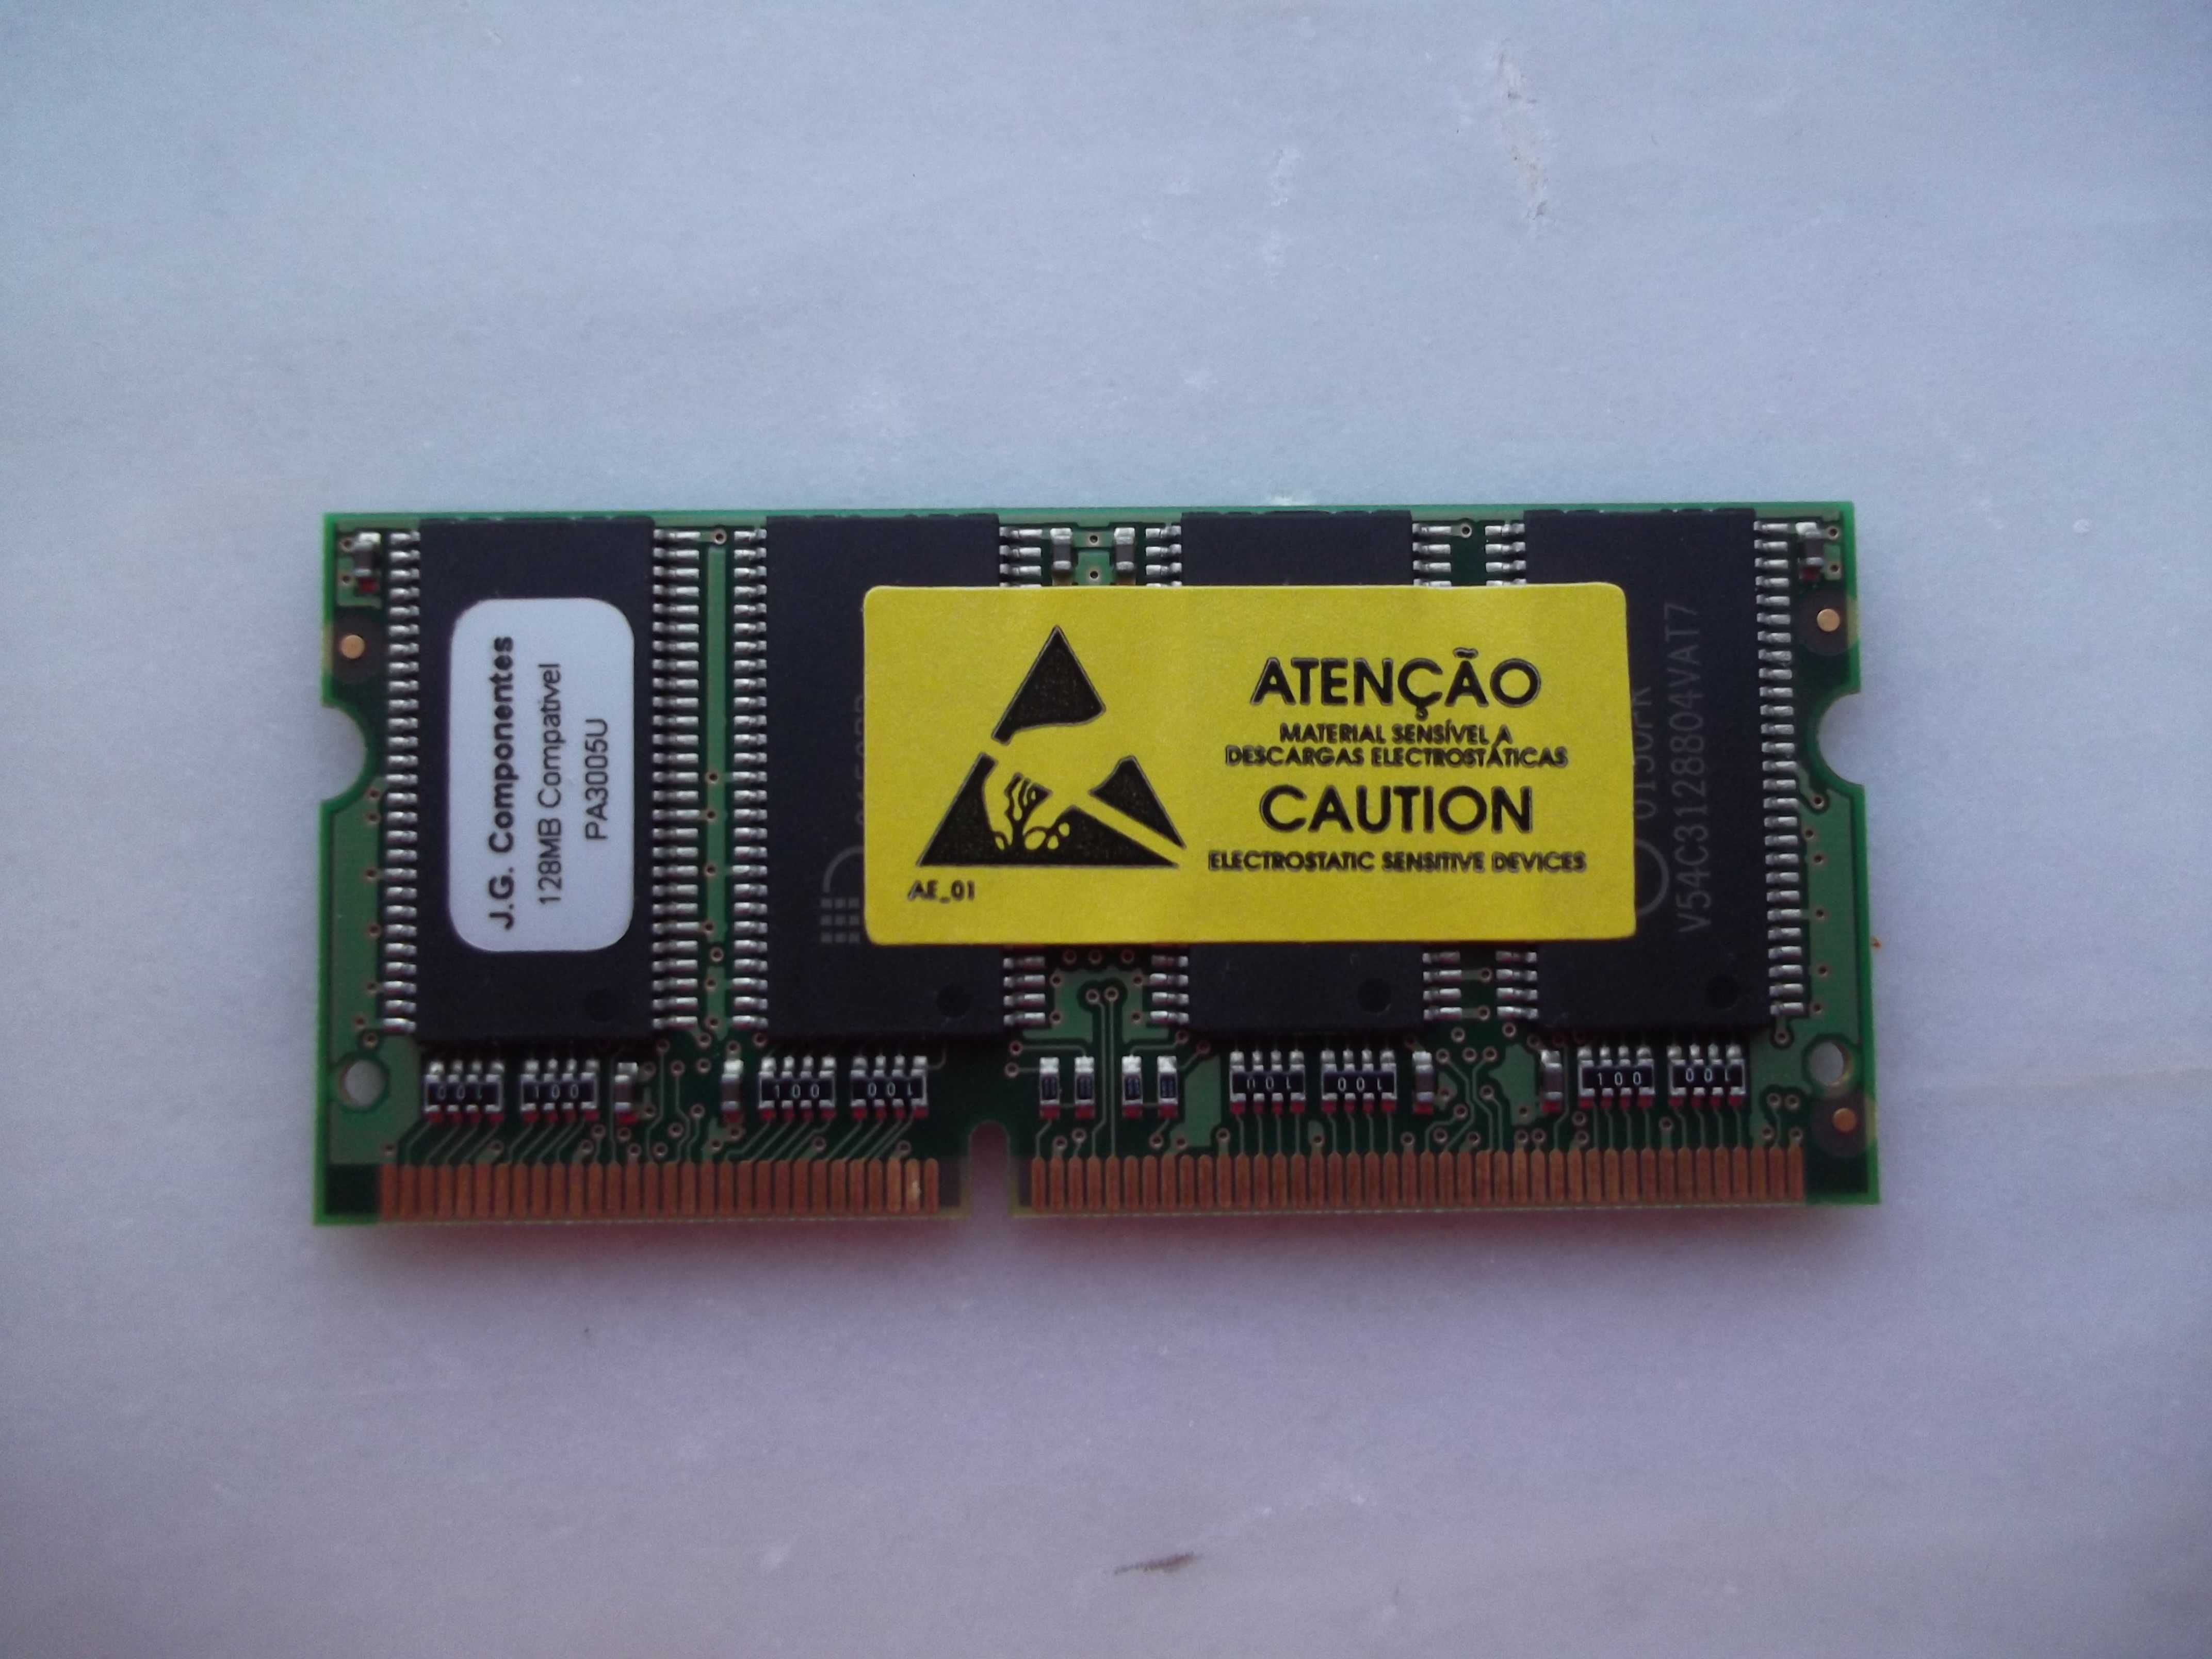 J.G. Componentes
128MB Compativel
PA3005U
ATENÇÃO
MATERIAL SENSÍVEL A
DESCARGAS ELECTROSTÁTICAS
CAUTION
ELECTROSTATIC SENSITIVE DEVICES
AE_01
V54C3128804VAT7
100
100
100
100
100
100
100
100